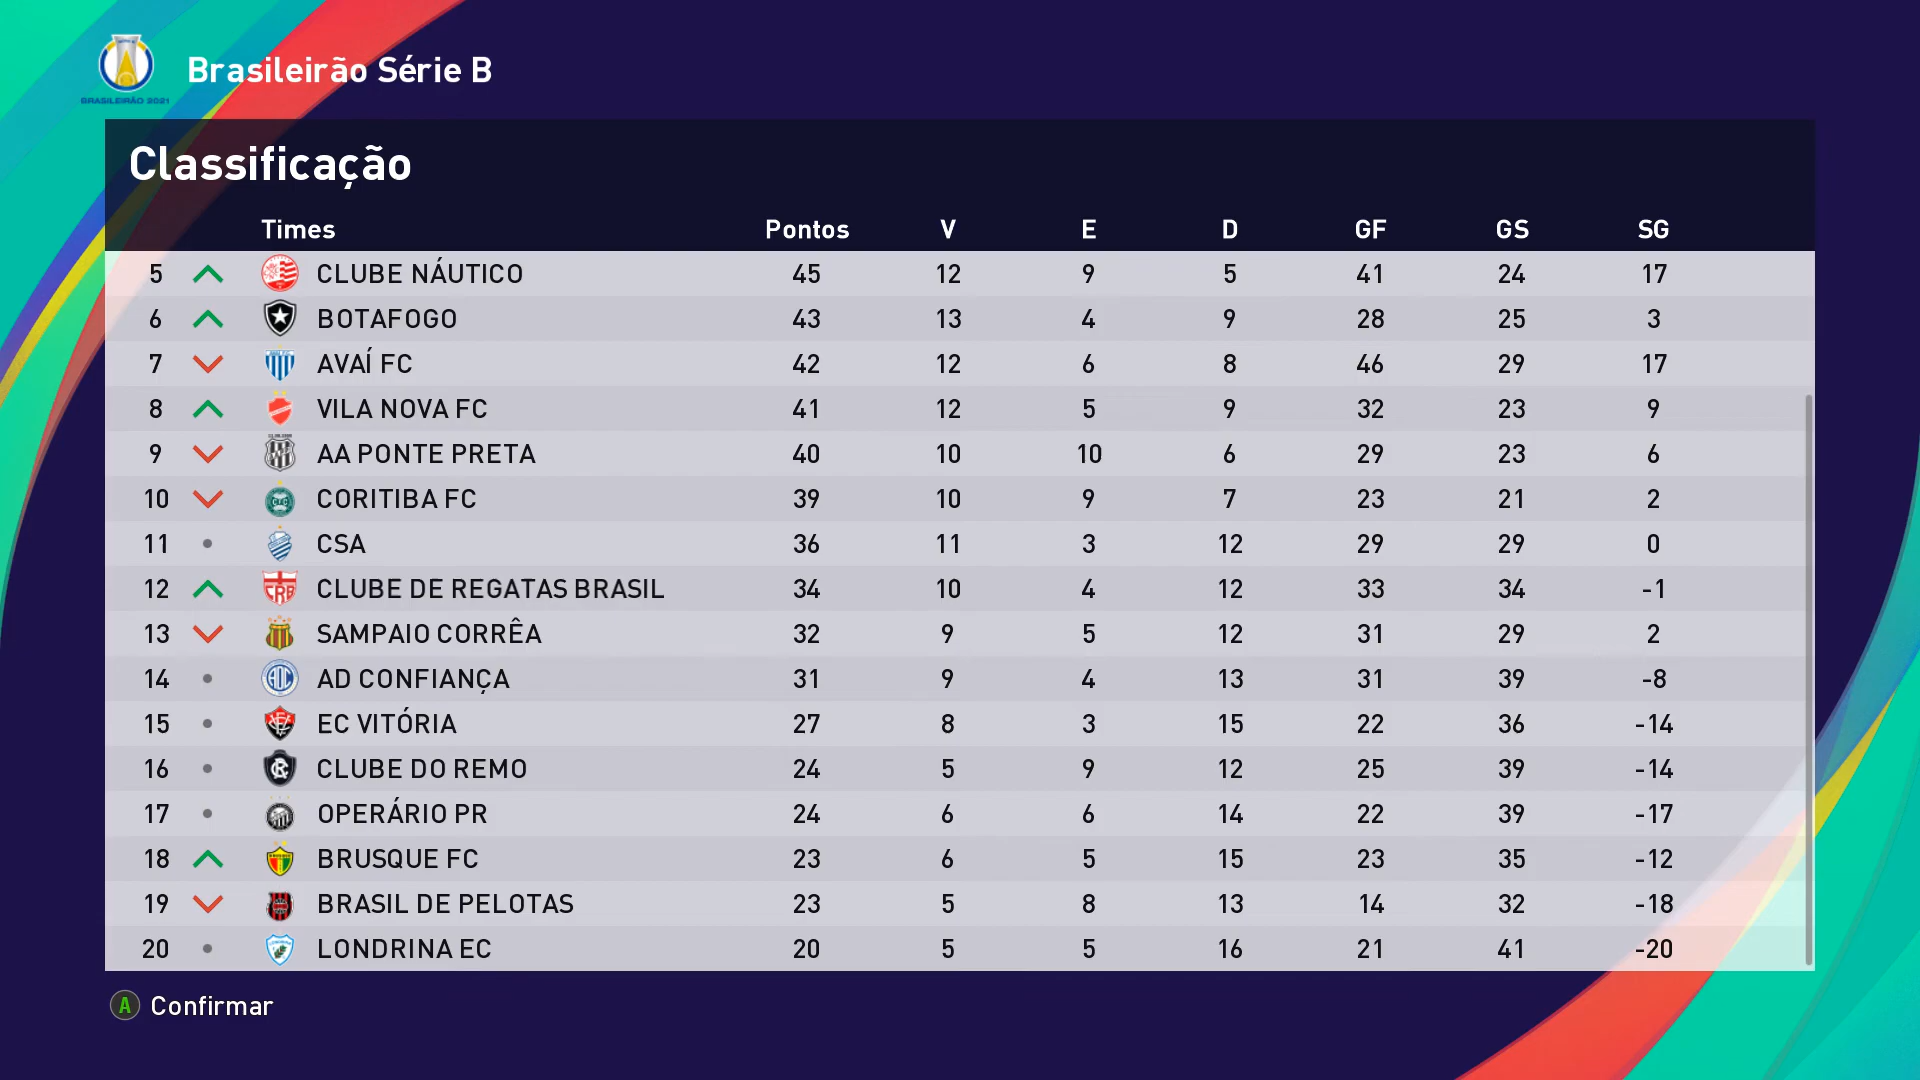 BRASILEIRÃO 2021
Brasileirão Série B
Classificação
Times Pontos V E D GF GS SG
5 CLUBE NÁUTICO 45 12 9 5 41 24 17
6 BOTAFOGO 43 13 4 9 28 25 3
7 AVAÍ FC 42 12 6 8 46 29 17
8 VILA NOVA FC 41 12 5 9 32 23 9
9 AA PONTE PRETA 40 10 10 6 29 23 6
10 CORITIBA FC 39 10 9 7 23 21 2
11 CSA 36 11 3 12 29 29 0
12 CLUBE DE REGATAS BRASIL 34 10 4 12 33 34 -1
13 SAMPAIO CORRÊA 32 9 5 12 31 29 2
14 AD CONFIANÇA 31 9 4 13 31 39 -8
15 EC VITÓRIA 27 8 3 15 22 36 -14
16 CLUBE DO REMO 24 5 9 12 25 39 -14
17 OPERÁRIO PR 24 6 6 14 22 39 -17
18 BRUSQUE FC 23 6 5 15 23 35 -12
19 BRASIL DE PELOTAS 23 5 8 13 14 32 -18
20 LONDRINA EC 20 5 5 16 21 41 -20
A Confirmar